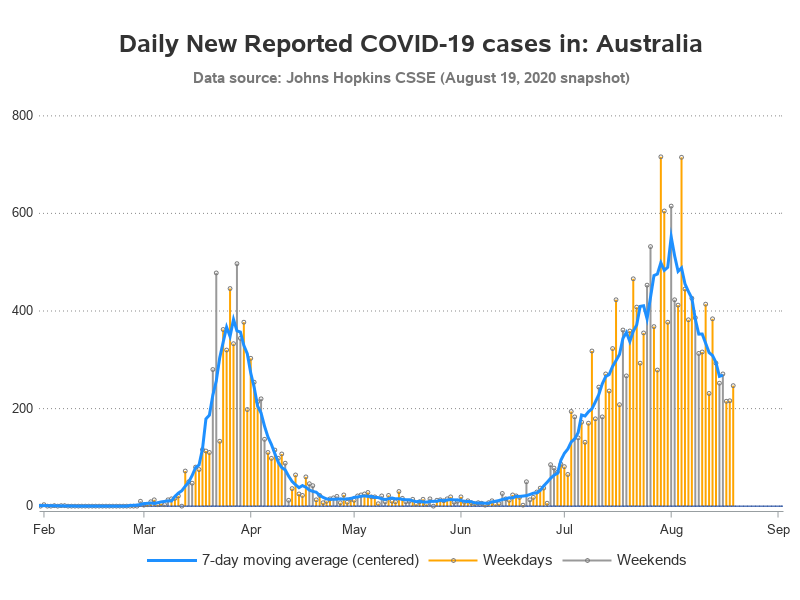 Daily New Reported COVID-19 cases in: Australia
Data source: Johns Hopkins CSSE (August 19, 2020 snapshot)
800
600
400
200
0
Feb Mar Apr May Jun Jul Aug Sep
7-day moving average (centered) Weekdays Weekends